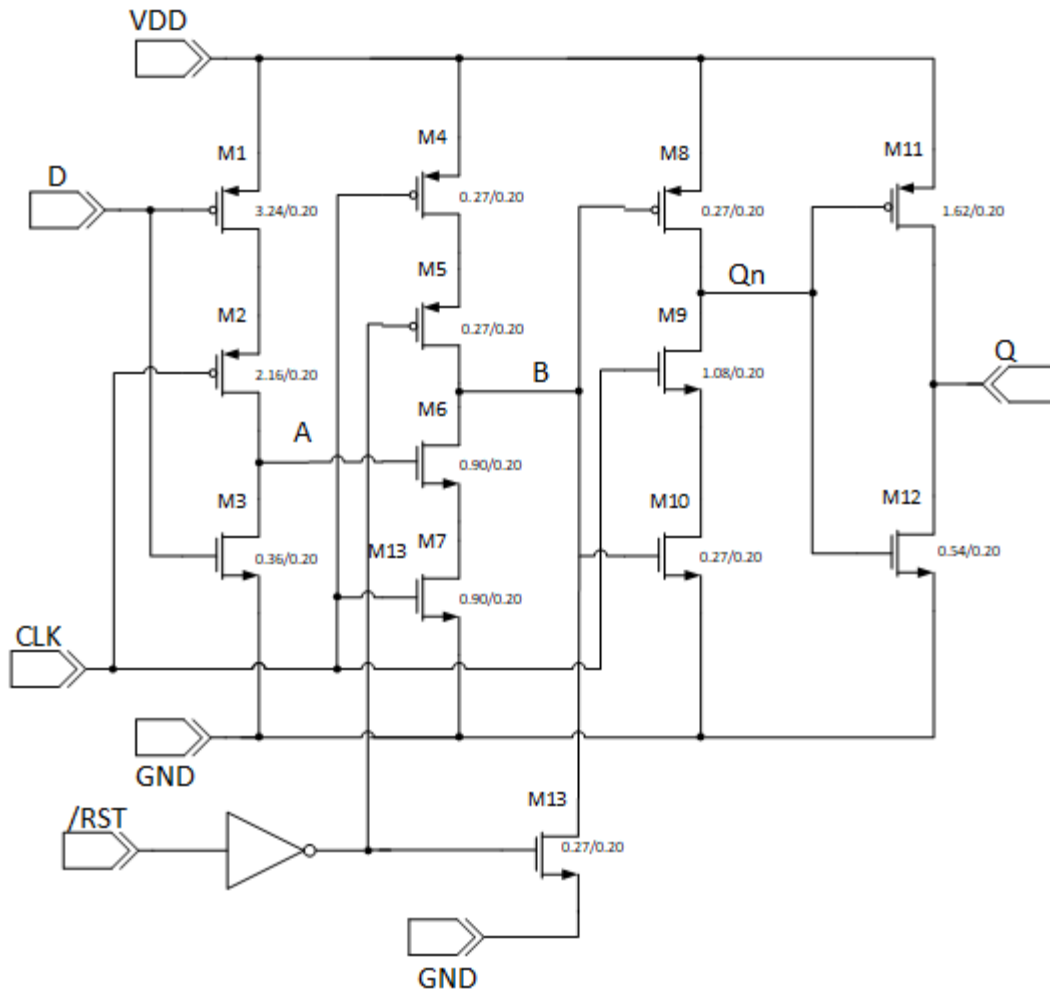 VDD
M1
M4
M8
M11
D
3.24/0.20
0.27/0.20
0.27/0.20
1.62/0.20
M5
Qn
M2
M9
0.27/0.20
B
Q
2.16/0.20
1.08/0.20
M6
A
0.90/0.20
M3
M10
M12
M13
M7
0.36/0.20
0.27/0.20
0.54/0.20
0.90/0.20
CLK
GND
/RST
M13
0.27/0.20
GND